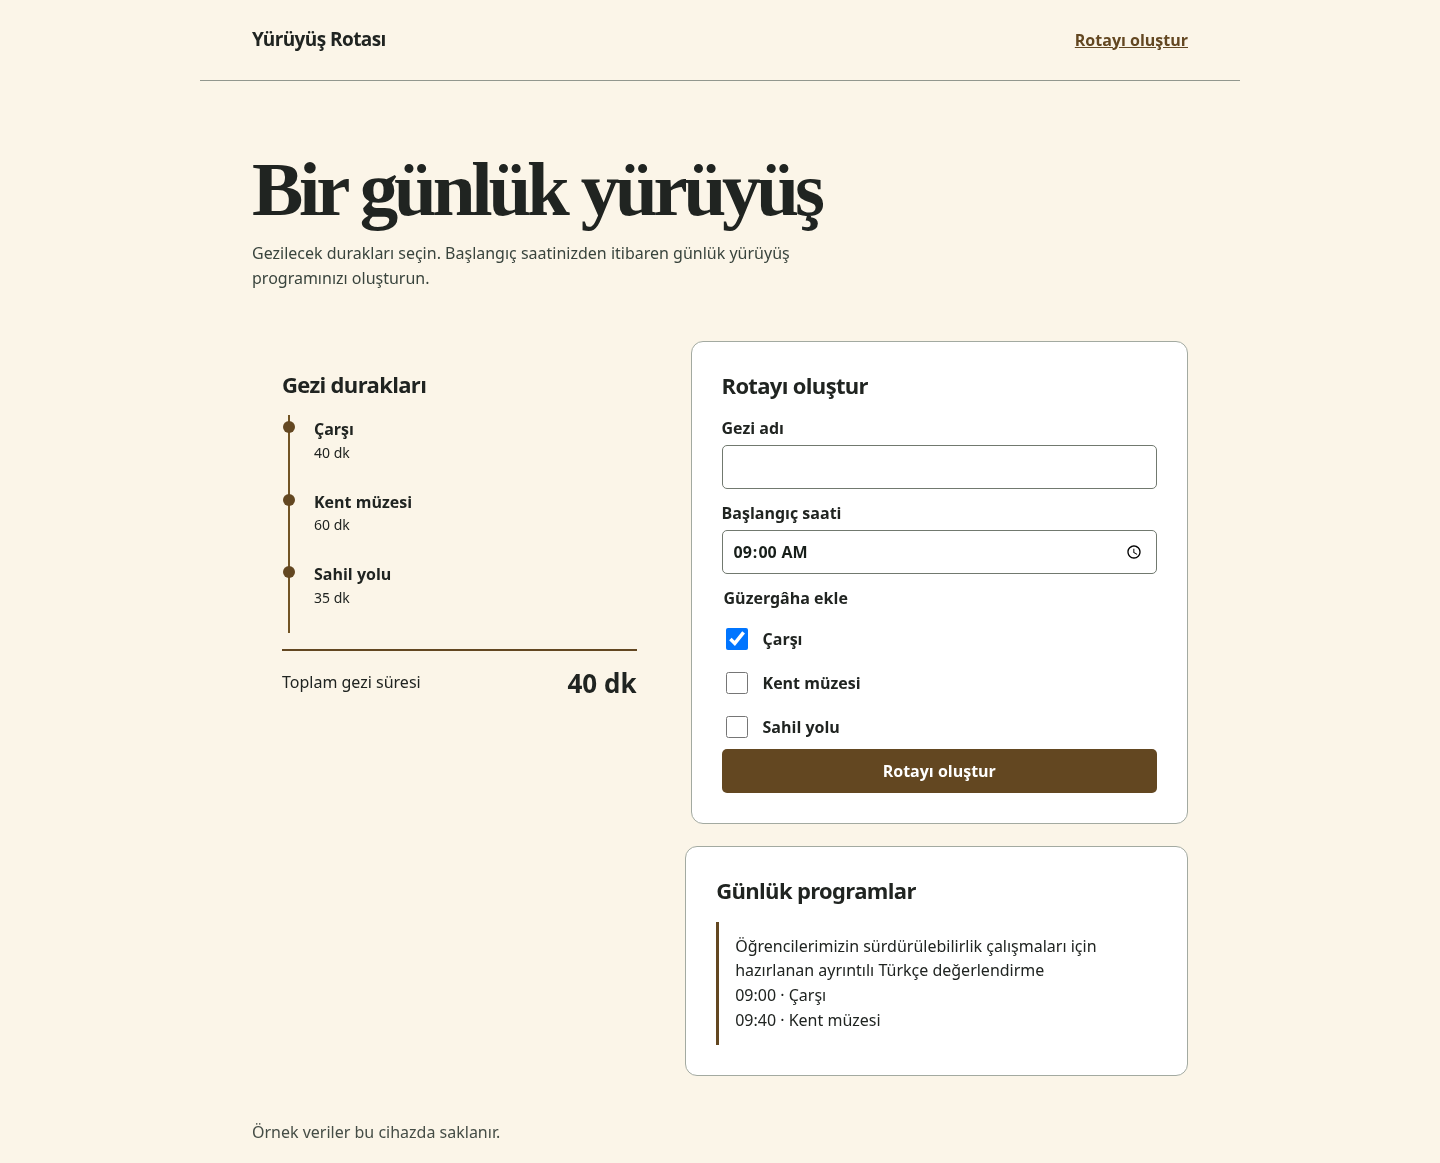 Yürüyüş Rotası
Rotayı oluştur
Bir günlük yürüyüş
Gezilecek durakları seçin. Başlangıç saatinizden itibaren günlük yürüyüş
programınızı oluşturun.
Gezi durakları
Çarşı
40 dk
Kent müzesi
60 dk
Sahil yolu
35 dk
Toplam gezi süresi
40 dk
Rotayı oluştur
Gezi adı
Başlangıç saati
09:00 AM
Güzergâha ekle
Çarşı
Kent müzesi
Sahil yolu
Rotayı oluştur
Günlük programlar
Öğrencilerimizin sürdürülebilirlik çalışmaları için
hazırlanan ayrıntılı Türkçe değerlendirme
09:00 · Çarşı
09:40 · Kent müzesi
Örnek veriler bu cihazda saklanır.